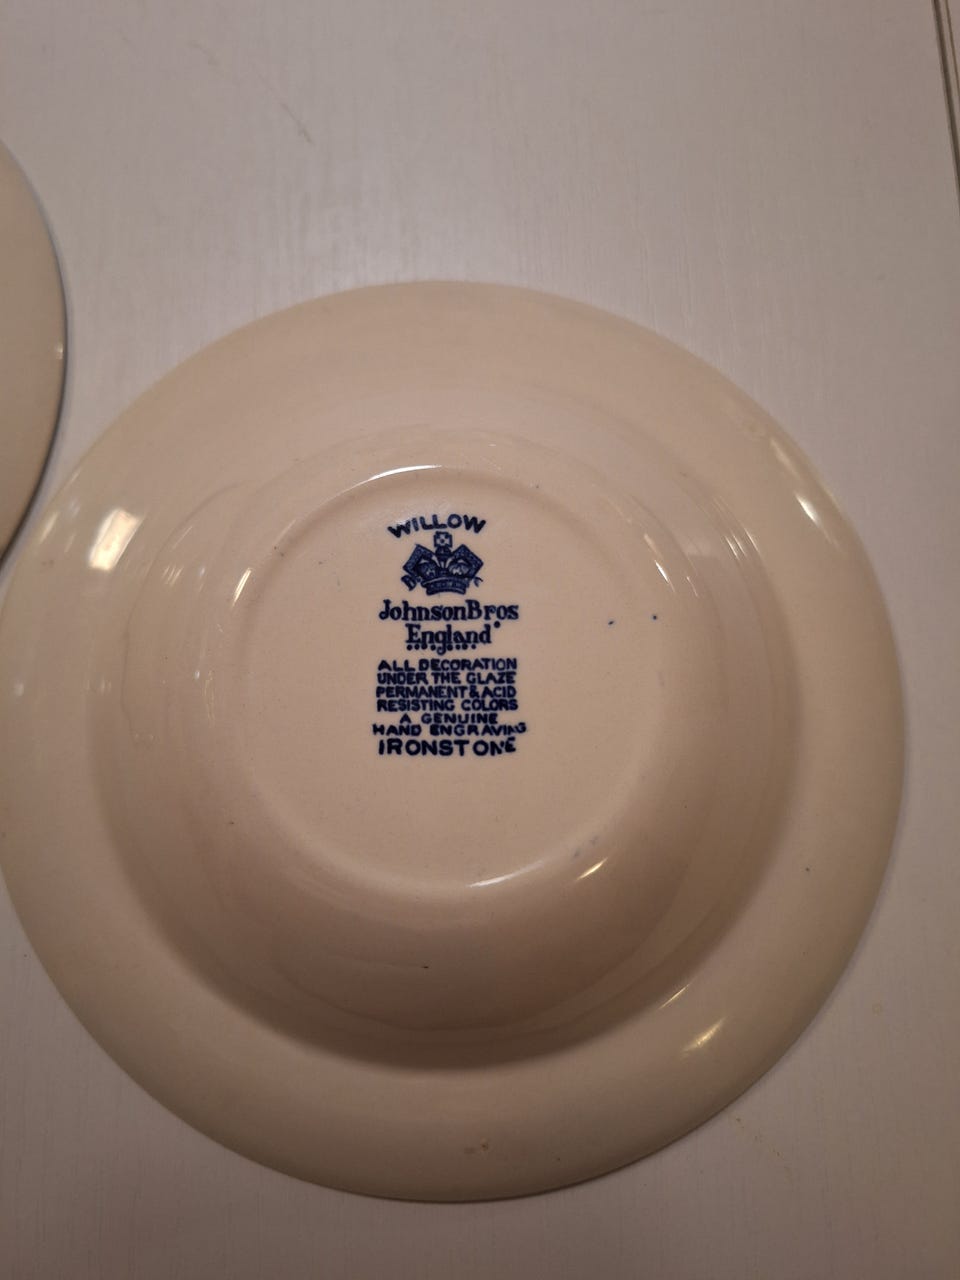 WILLOW
JohnsonBros
England
ALL DECORATION
UNDER THE GLAZE
PERMANENT & ACID
RESISTING COLORS
A GENUINE
HAND ENGRAVING
IRONSTONE